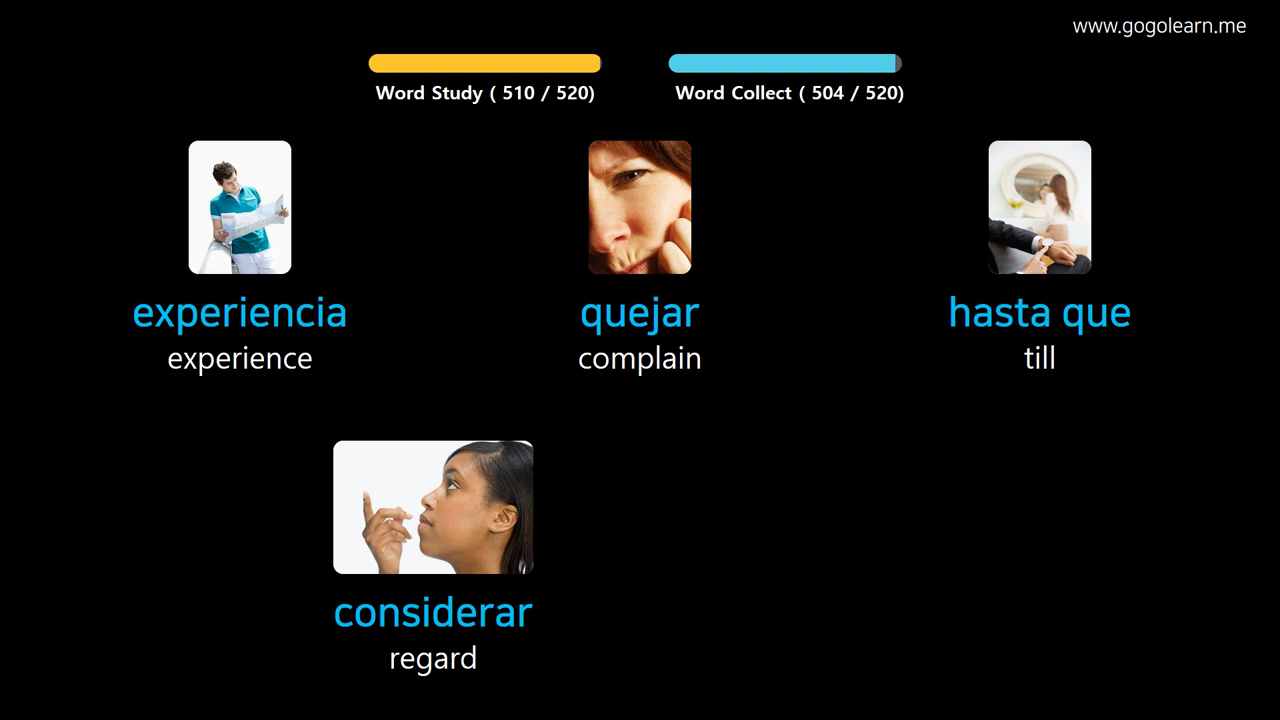 www.gogolearn.me
Word Study ( 510 / 520)
Word Collect ( 504 / 520)
experiencia
experience
quejar
complain
hasta que
till
considerar
regard